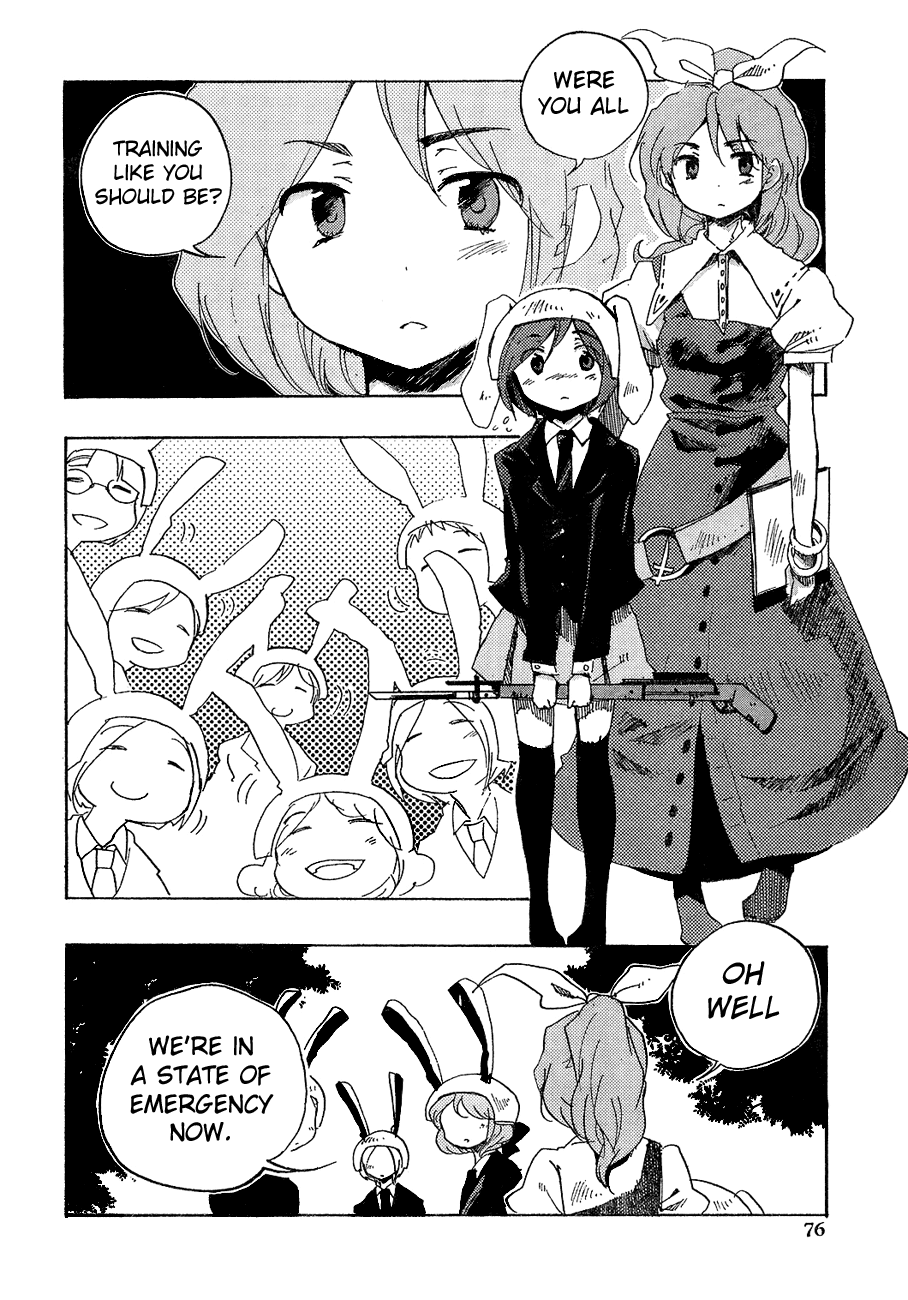 WERE
YOU ALL
TRAINING
LIKE YOU
SHOULD BE?
OH
WELL
WE'RE IN
A STATE OF
EMERGENCY
NOW.
76